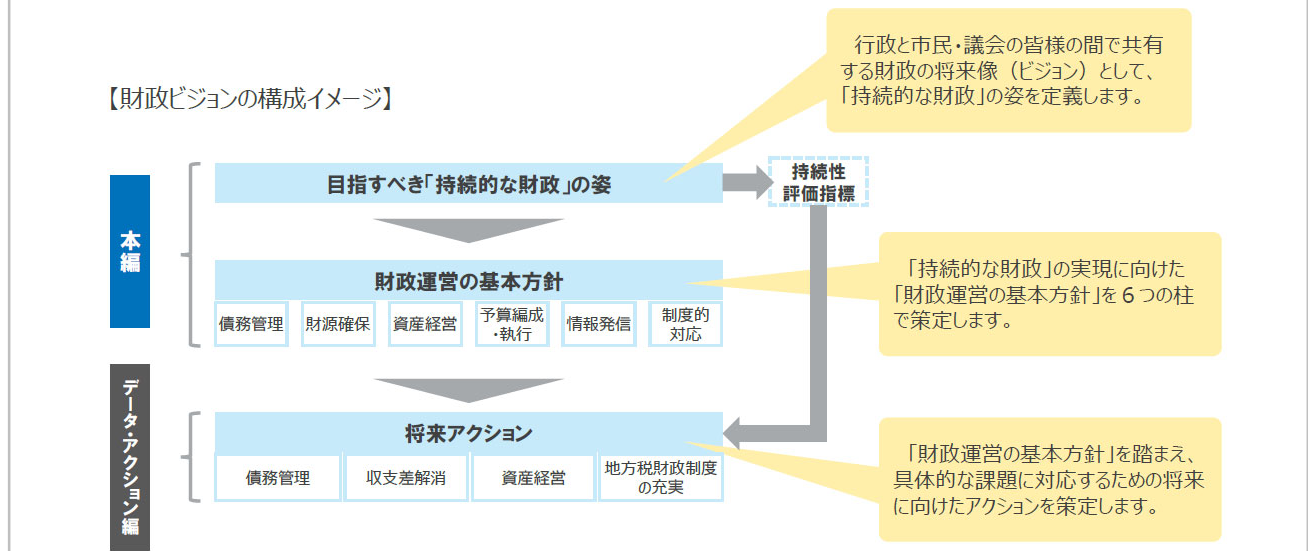 行政と市民・議会の皆様の間で共有
する財政の将来像（ビジョン）として、
「持続的な財政」の姿を定義します。
【財政ビジョンの構成イメージ】
本編
目指すべき「持続的な財政」の姿
持続性
評価指標
財政運営の基本方針
債務管理
財源確保
資産経営
予算編成
・執行
情報発信
制度的
対応
「持続的な財政」の実現に向けた
「財政運営の基本方針」を６つの柱
で策定します。
データ・アクション編
将来アクション
債務管理
収支差解消
資産経営
地方税財政制度
の充実
「財政運営の基本方針」を踏まえ、
具体的な課題に対応するための将来
に向けたアクションを策定します。